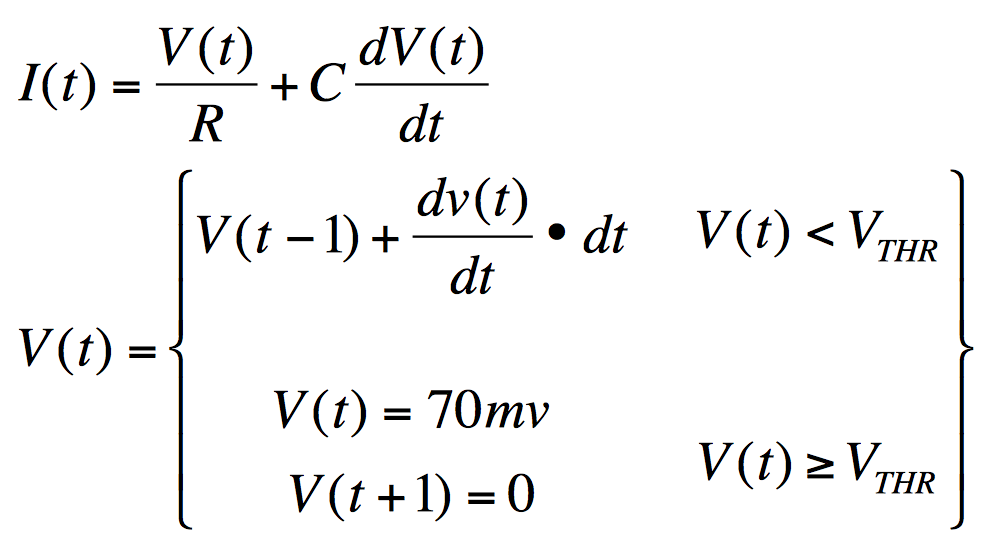 I(t) = V(t)/R + C dV(t)/dt
V(t) = { V(t − 1) + dv(t)/dt • dt V(t) < V_THR
V(t) = 70mv
V(t + 1) = 0 V(t) ≥ V_THR }